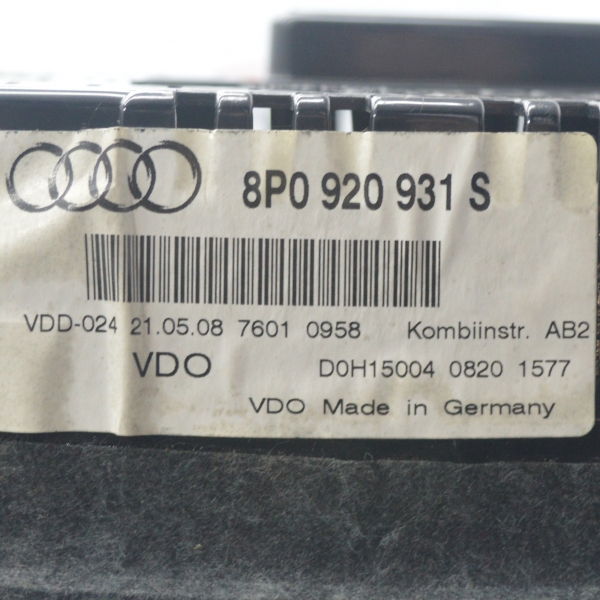 8P0 920 931 S
VDD-024 21.05.08 7601 0958 Kombiinstr. AB2
VDO D0H15004 0820 1577
VDO Made in Germany